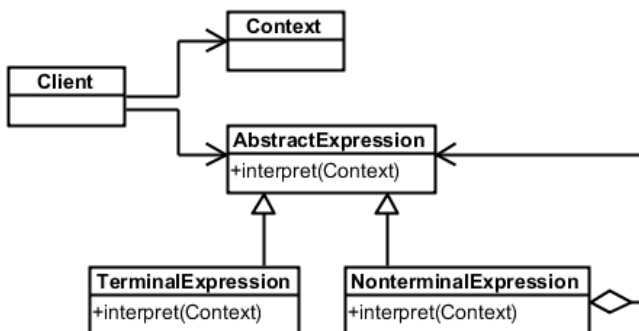 Context
Client
AbstractExpression
+interpret(Context)
TerminalExpression
+interpret(Context)
NonterminalExpression
+interpret(Context)